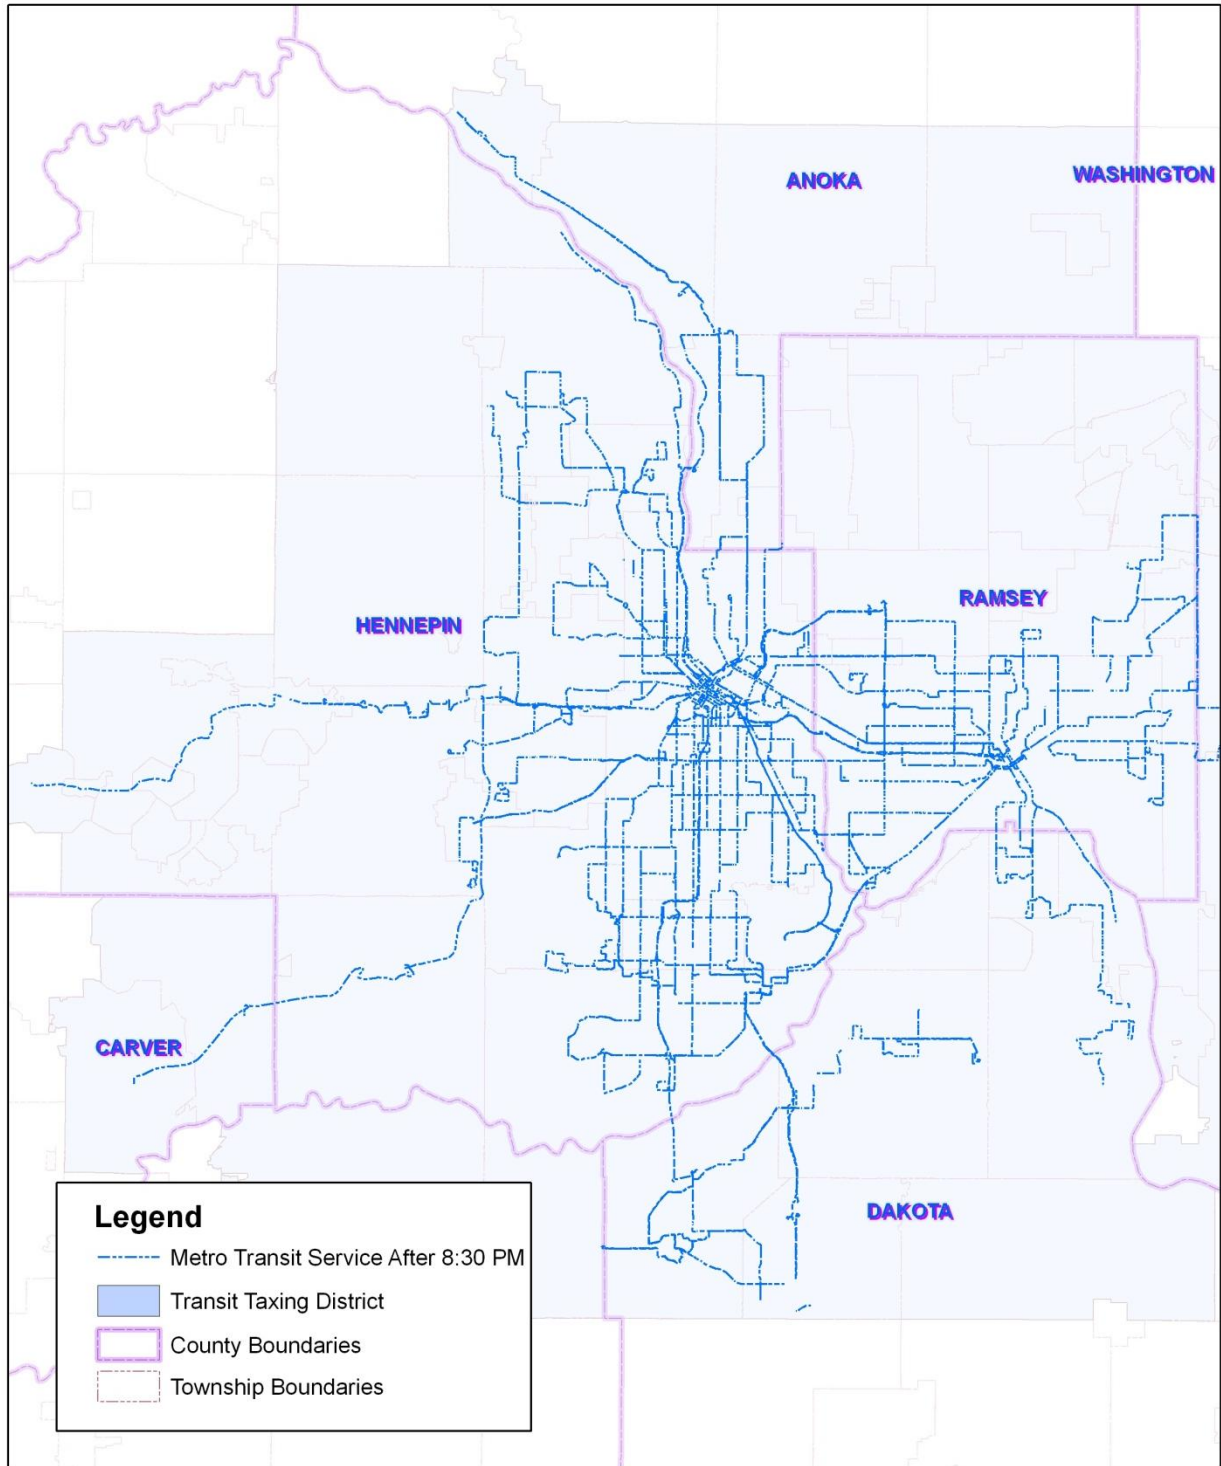 ANOKA
WASHINGTON
HENNEPIN
RAMSEY
CARVER
DAKOTA
Legend
Metro Transit Service After 8:30 PM
Transit Taxing District
County Boundaries
Township Boundaries